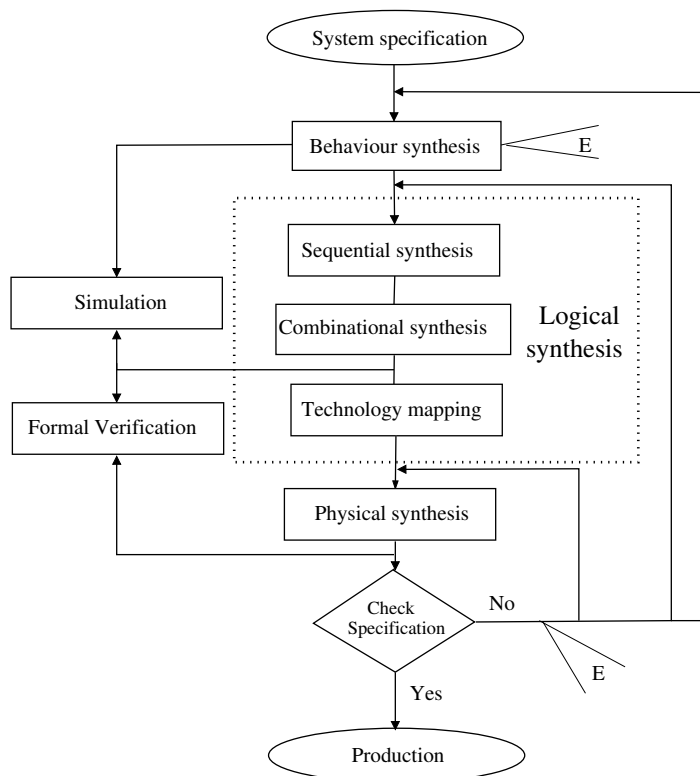 System specification
Behaviour synthesis
E
Sequential synthesis
Simulation
Combinational synthesis
Logical
synthesis
Technology mapping
Formal Verification
Physical synthesis
Check
Specification
No
E
Yes
Production